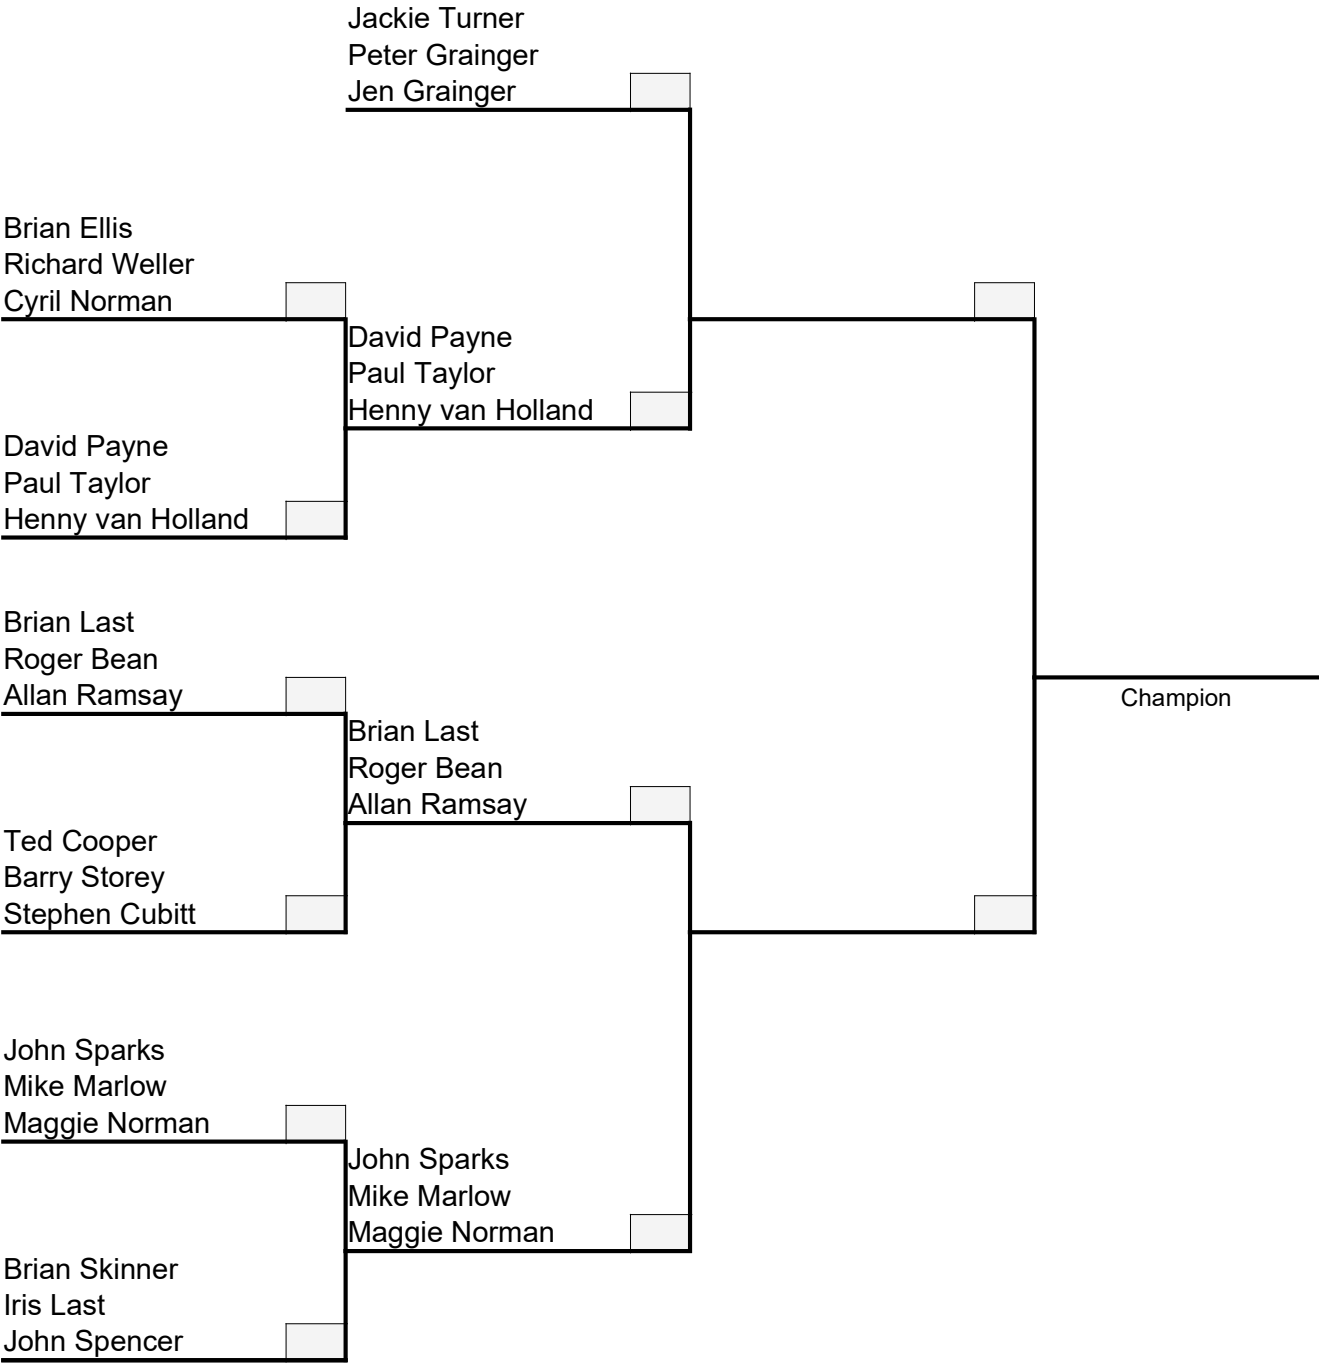 Jackie Turner
Peter Grainger
Jen Grainger
Brian Ellis
Richard Weller
Cyril Norman
David Payne
Paul Taylor
Henny van Holland
David Payne
Paul Taylor
Henny van Holland
Brian Last
Roger Bean
Allan Ramsay
Champion
Brian Last
Roger Bean
Allan Ramsay
Ted Cooper
Barry Storey
Stephen Cubitt
John Sparks
Mike Marlow
Maggie Norman
John Sparks
Mike Marlow
Maggie Norman
Brian Skinner
Iris Last
John Spencer